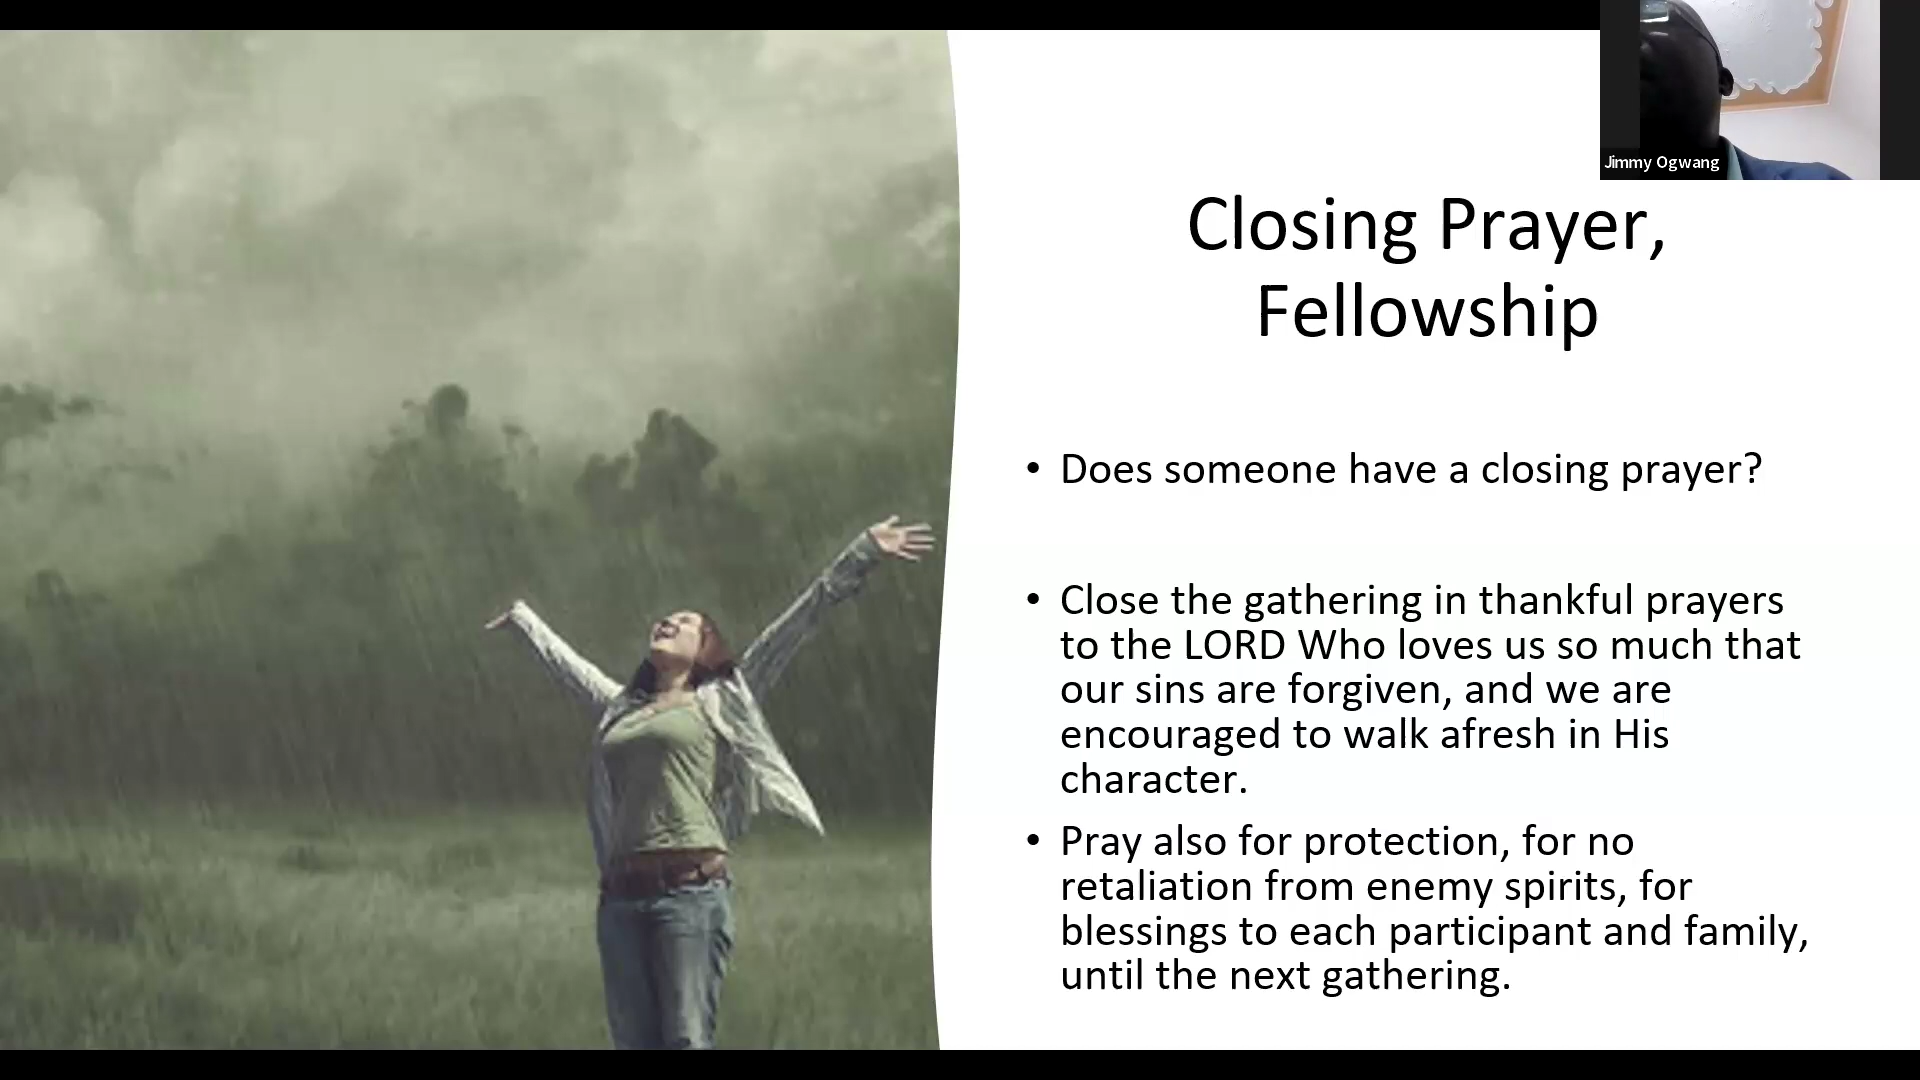 Jimmy Ogwang
Closing Prayer,
Fellowship
• Does someone have a closing prayer?
• Close the gathering in thankful prayers
to the LORD Who loves us so much that
our sins are forgiven, and we are
encouraged to walk afresh in His
character.
• Pray also for protection, for no
retaliation from enemy spirits, for
blessings to each participant and family,
until the next gathering.